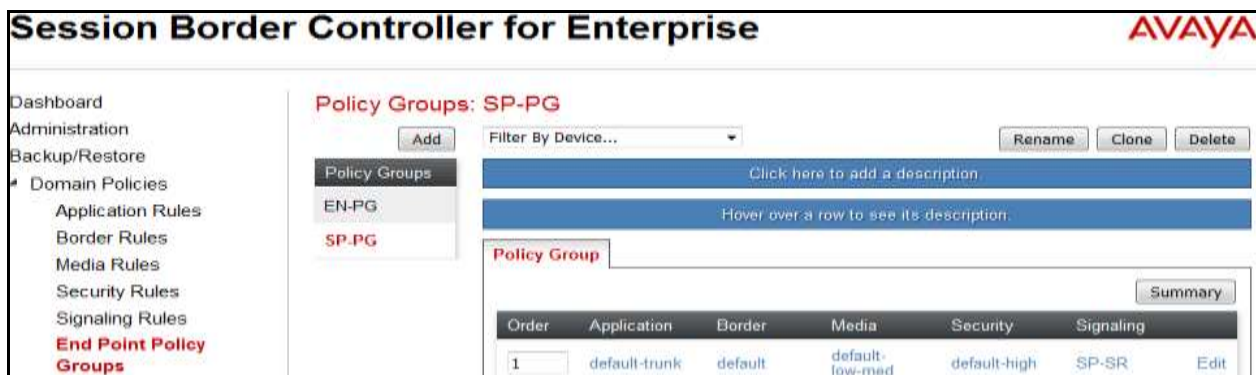 Session Border Controller for Enterprise
AVAYA
Dashboard
Administration
Backup/Restore
Domain Policies
Application Rules
Border Rules
Media Rules
Security Rules
Signaling Rules
End Point Policy
Groups
Policy Groups: SP-PG
Add
Filter By Device...
Rename
Clone
Delete
Policy Groups
EN-PG
SP-PG
Click here to add a description.
Hover over a row to see its description.
Policy Group
Summary
Order Application Border Media Security Signaling
1 default-trunk default default-low-med default-high SP-SR Edit